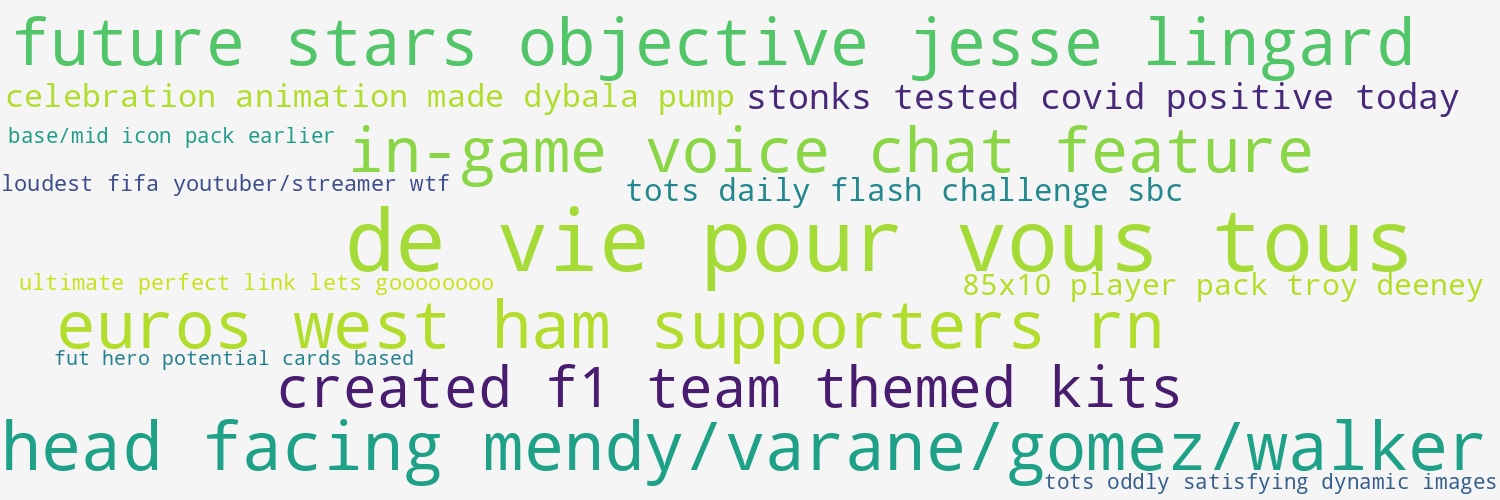 future stars objective jesse lingard
celebration animation made dybala pump
stonks tested covid positive today
base/mid icon pack earlier
in-game voice chat feature
loudest fifa youtuber/streamer wtf
tots daily flash challenge sbc
de vie pour vous tous
ultimate perfect link lets goooooooo
85x10 player pack troy deeney
euros west ham supporters rn
fut hero potential cards based
created f1 team themed kits
head facing mendy/varane/gomez/walker
tots oddly satisfying dynamic images